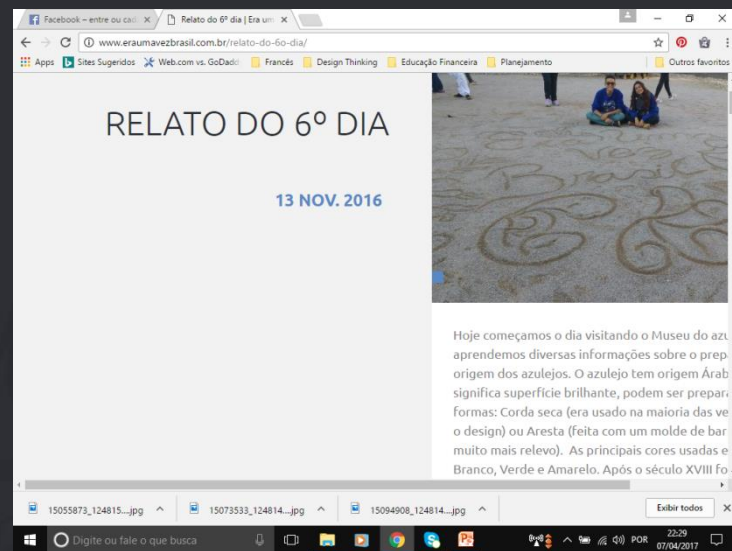 Facebook – entre ou cad
Relato do 6º dia | Era um
www.eraumavezbrasil.com.br/relato-do-6o-dia/
Apps
Sites Sugeridos
Web.com vs. GoDadd
Francés
Design Thinking
Educação Financeira
Planejamento
Outros favoritos
RELATO DO 6º DIA
13 NOV. 2016
Vez
Brasil
Hoje começamos o dia visitando o Museu do azu
aprendemos diversas informações sobre o prepa
origem dos azulejos. O azulejo tem origem Árab
significa superfície brilhante, podem ser prepara
formas: Corda seca (era usado na maioria das ve
o design) ou Aresta (feita com um molde de bar
muito mais relevo). As principais cores usadas e
Branco, Verde e Amarelo. Após o século XVIII fo
15055873_124815....jpg
15073533_124814....jpg
15094908_124814....jpg
Exibir todos
Digite ou fale o que busca
POR
22:29
07/04/2017